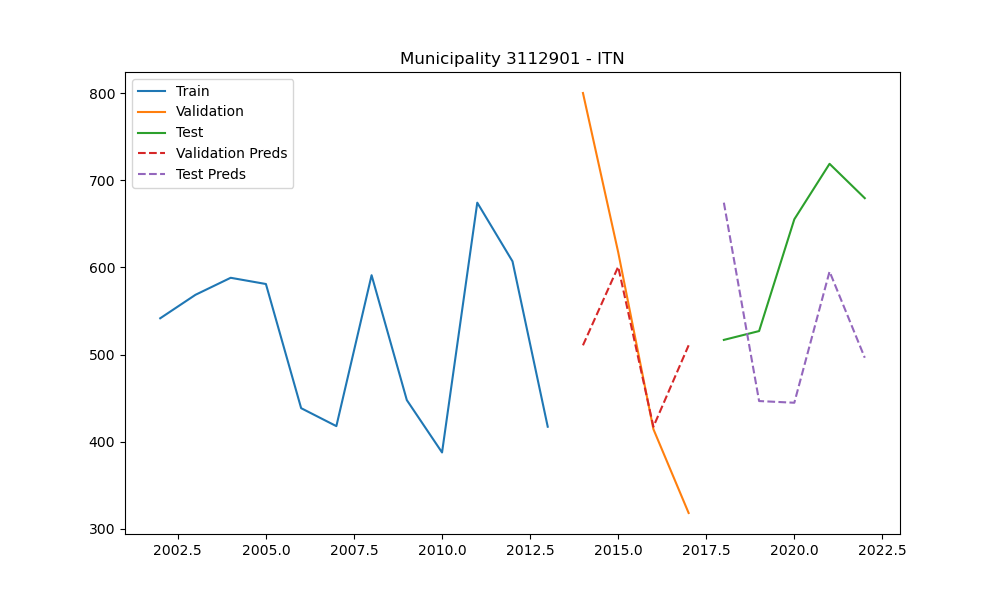 Municipality 3112901 - ITN
Train
Validation
Test
Validation Preds
Test Preds
800
700
600
500
400
300
2002.5 2005.0 2007.5 2010.0 2012.5 2015.0 2017.5 2020.0 2022.5